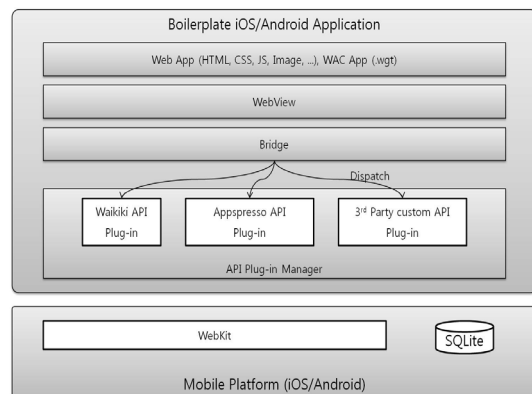 Boilerplate iOS/Android Application
Web App (HTML, CSS, JS, Image, ...), WAC App (.wgt)
WebView
Bridge
Dispatch
Waikiki API
Plug-in
Appspresso API
Plug-in
3rd Party custom API
Plug-in
API Plug-in Manager
WebKit
SQLite
Mobile Platform (iOS/Android)